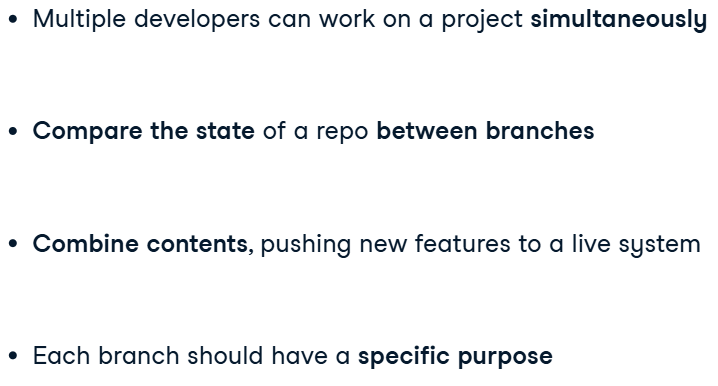 • Multiple developers can work on a project simultaneously
• Compare the state of a repo between branches
• Combine contents, pushing new features to a live system
• Each branch should have a specific purpose